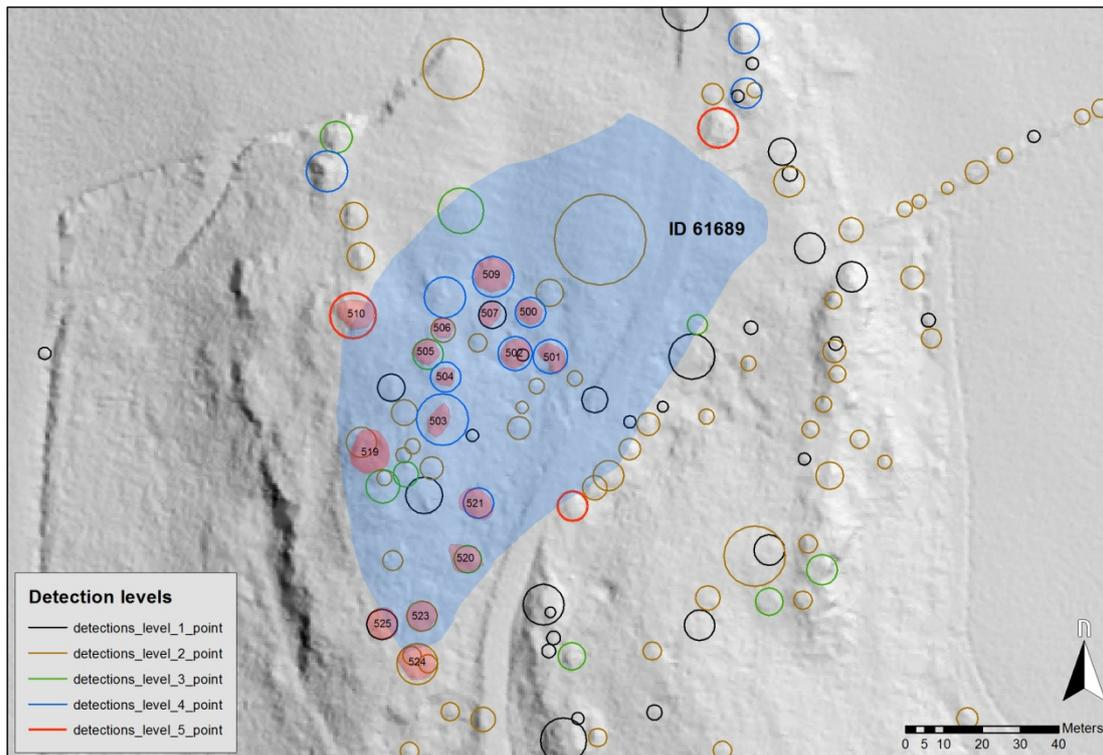 ID 61689
509
510
507
500
506
505
502
501
504
503
519
521
520
523
525
524
Detection levels
detections_level_1_point
detections_level_2_point
detections_level_3_point
detections_level_4_point
detections_level_5_point
n
Meters
0 5 10 20 30 40